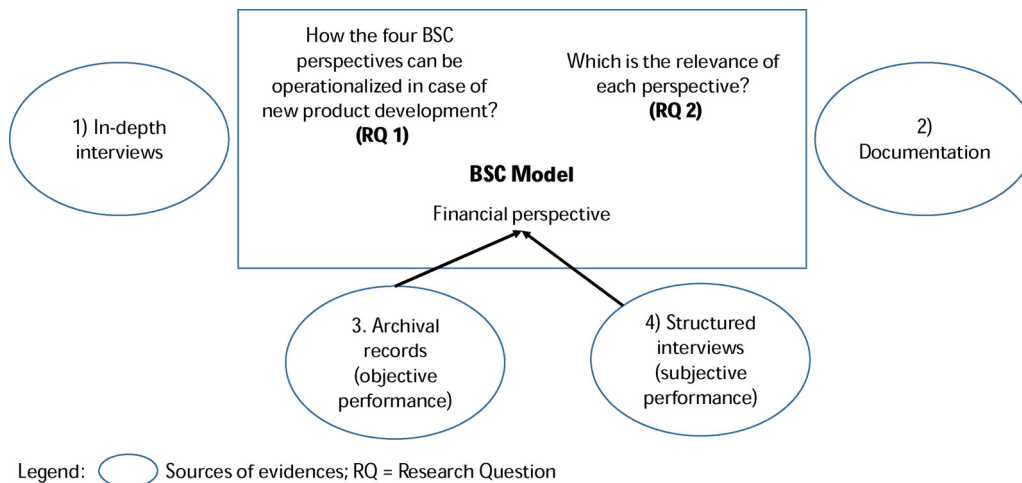 How the four BSC
perspectives can be
operationalized in case of
new product development?
(RQ 1)
Which is the relevance of
each perspective?
(RQ 2)
1) In-depth
interviews
2)
Documentation
BSC Model
Financial perspective
3. Archival
records
(objective
performance)
4) Structured
interviews
(subjective
performance)
Legend: Sources of evidences; RQ = Research Question